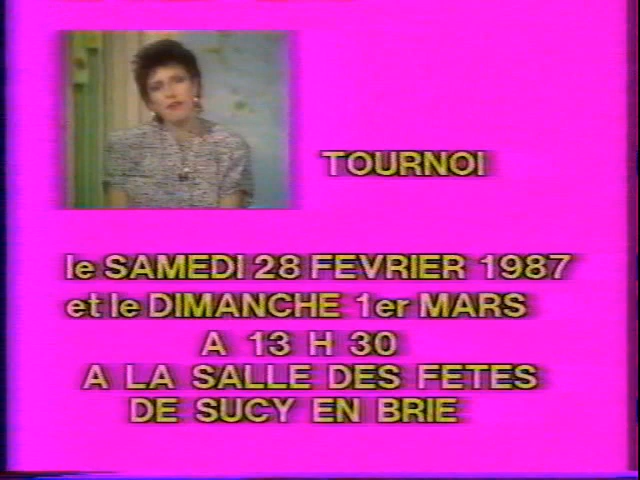 TOURNOI
le SAMEDI 28 FEVRIER 1987
et le DIMANCHE 1er MARS
A 13 H 30
A LA SALLE DES FETES
DE SUCY EN BRIE